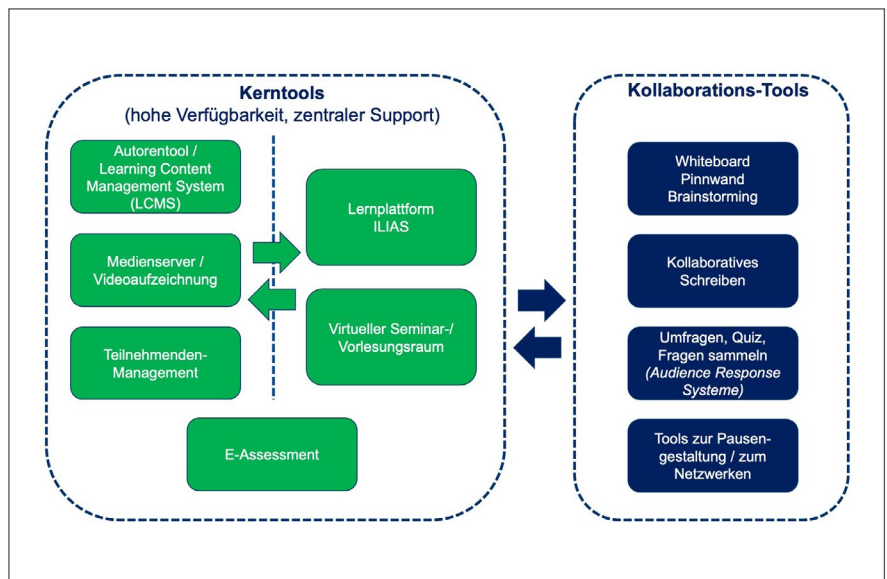 Kerntools
(hohe Verfügbarkeit, zentraler Support)
Autorentool /
Learning Content
Management System
(LCMS)
Medienserver /
Videoaufzeichnung
Teilnehmenden-
Management
Lernplattform
ILIAS
Virtueller Seminar-/
Vorlesungsraum
E-Assessment
Kollaborations-Tools
Whiteboard
Pinnwand
Brainstorming
Kollaboratives
Schreiben
Umfragen, Quiz,
Fragen sammeln
(Audience Response
Systeme)
Tools zur Pausen-
gestaltung / zum
Netzwerken